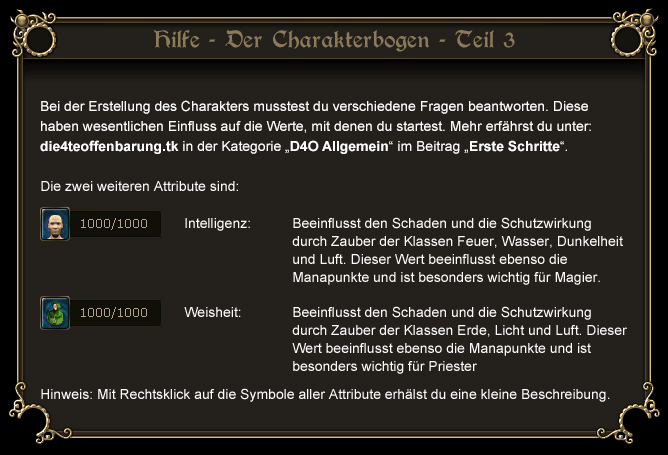 Hilfe - Der Charakterbogen - Teil 3
Bei der Erstellung des Charakters musstest du verschiedene Fragen beantworten. Diese
haben wesentlichen Einfluss auf die Werte, mit denen du startest. Mehr erfährst du unter:
die4teoffenbarung.tk in der Kategorie „D4O Allgemein“ im Beitrag „Erste Schritte“.
Die zwei weiteren Attribute sind:
1000/1000 Intelligenz: Beeinflusst den Schaden und die Schutzwirkung
durch Zauber der Klassen Feuer, Wasser, Dunkelheit
und Luft. Dieser Wert beeinflusst ebenso die
Manapunkte und ist besonders wichtig für Magier.
1000/1000 Weisheit: Beeinflusst den Schaden und die Schutzwirkung
durch Zauber der Klassen Erde, Licht und Luft. Dieser
Wert beeinflusst ebenso die Manapunkte und ist
besonders wichtig für Priester
Hinweis: Mit Rechtsklick auf die Symbole aller Attribute erhälst du eine kleine Beschreibung.